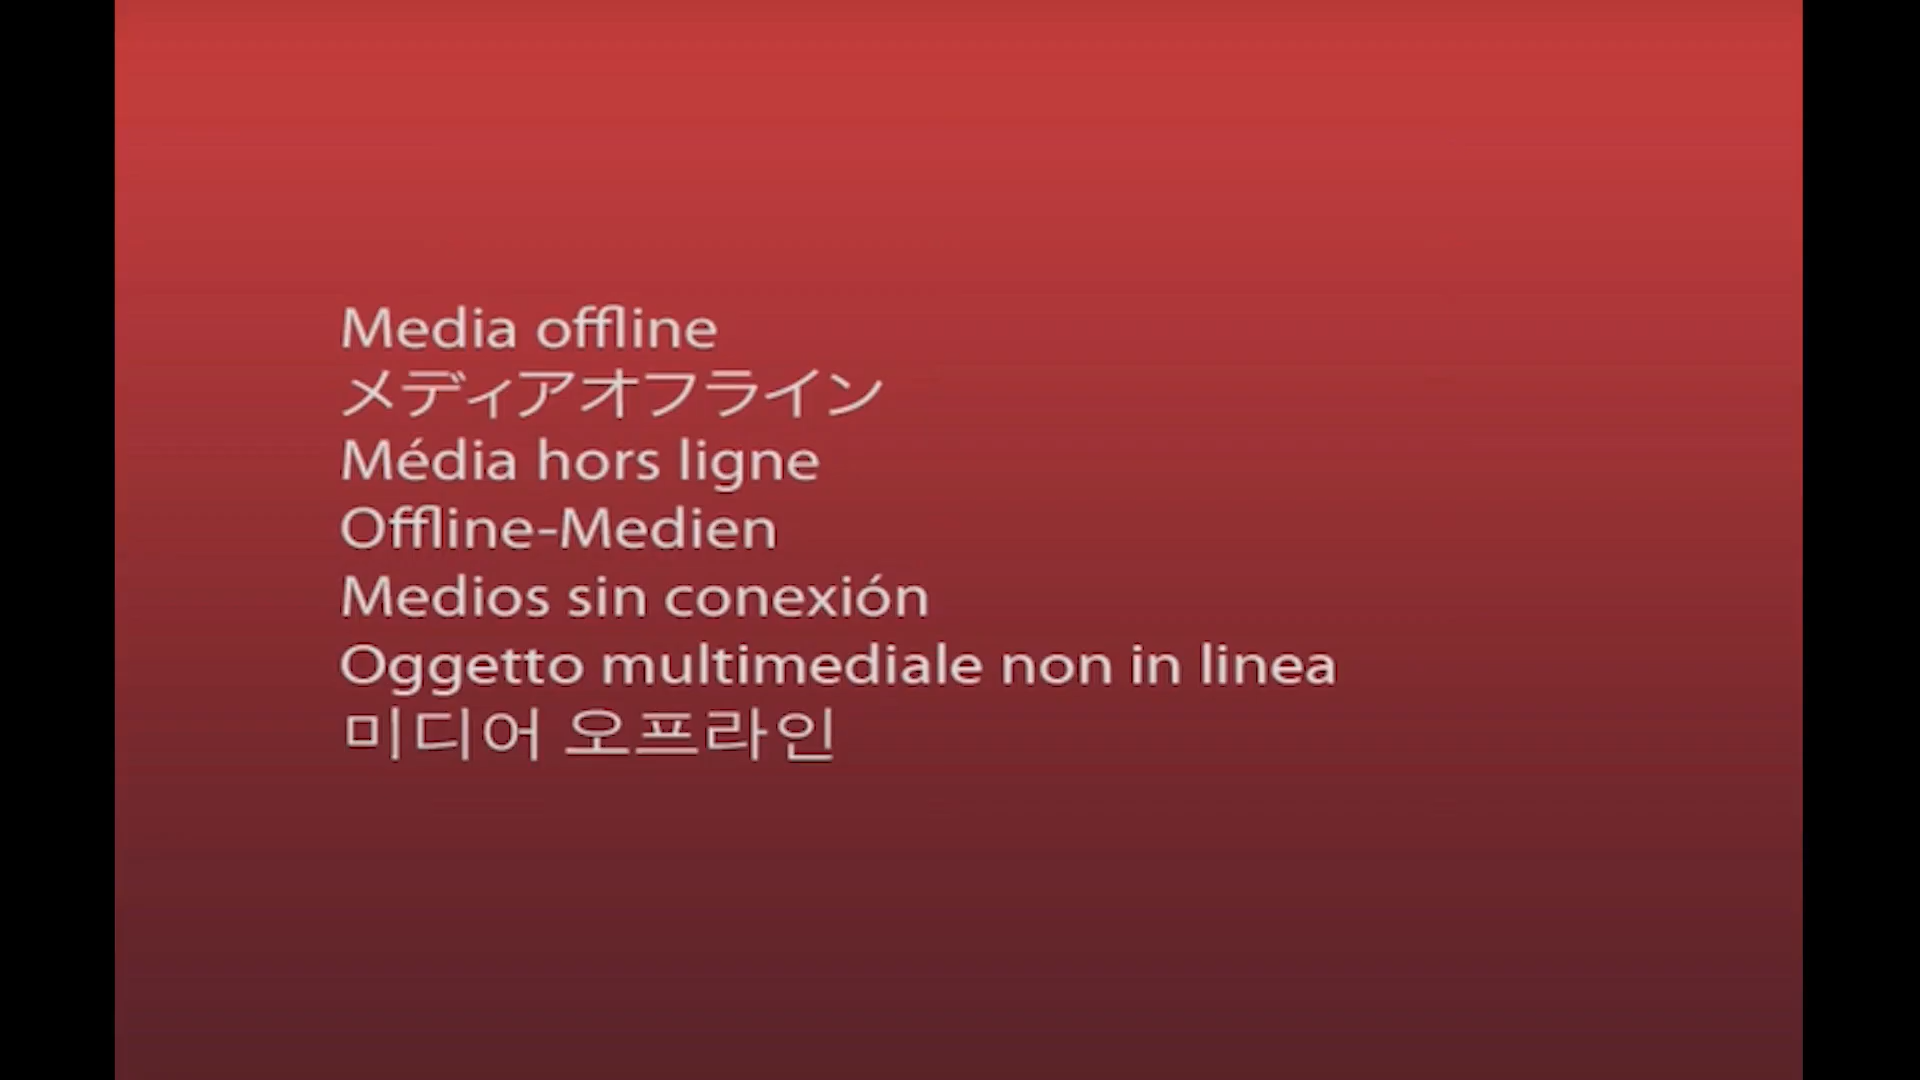 Media offline
メディアオフライン
Média hors ligne
Offline-Medien
Medios sin conexión
Oggetto multimediale non in linea
미디어 오프라인